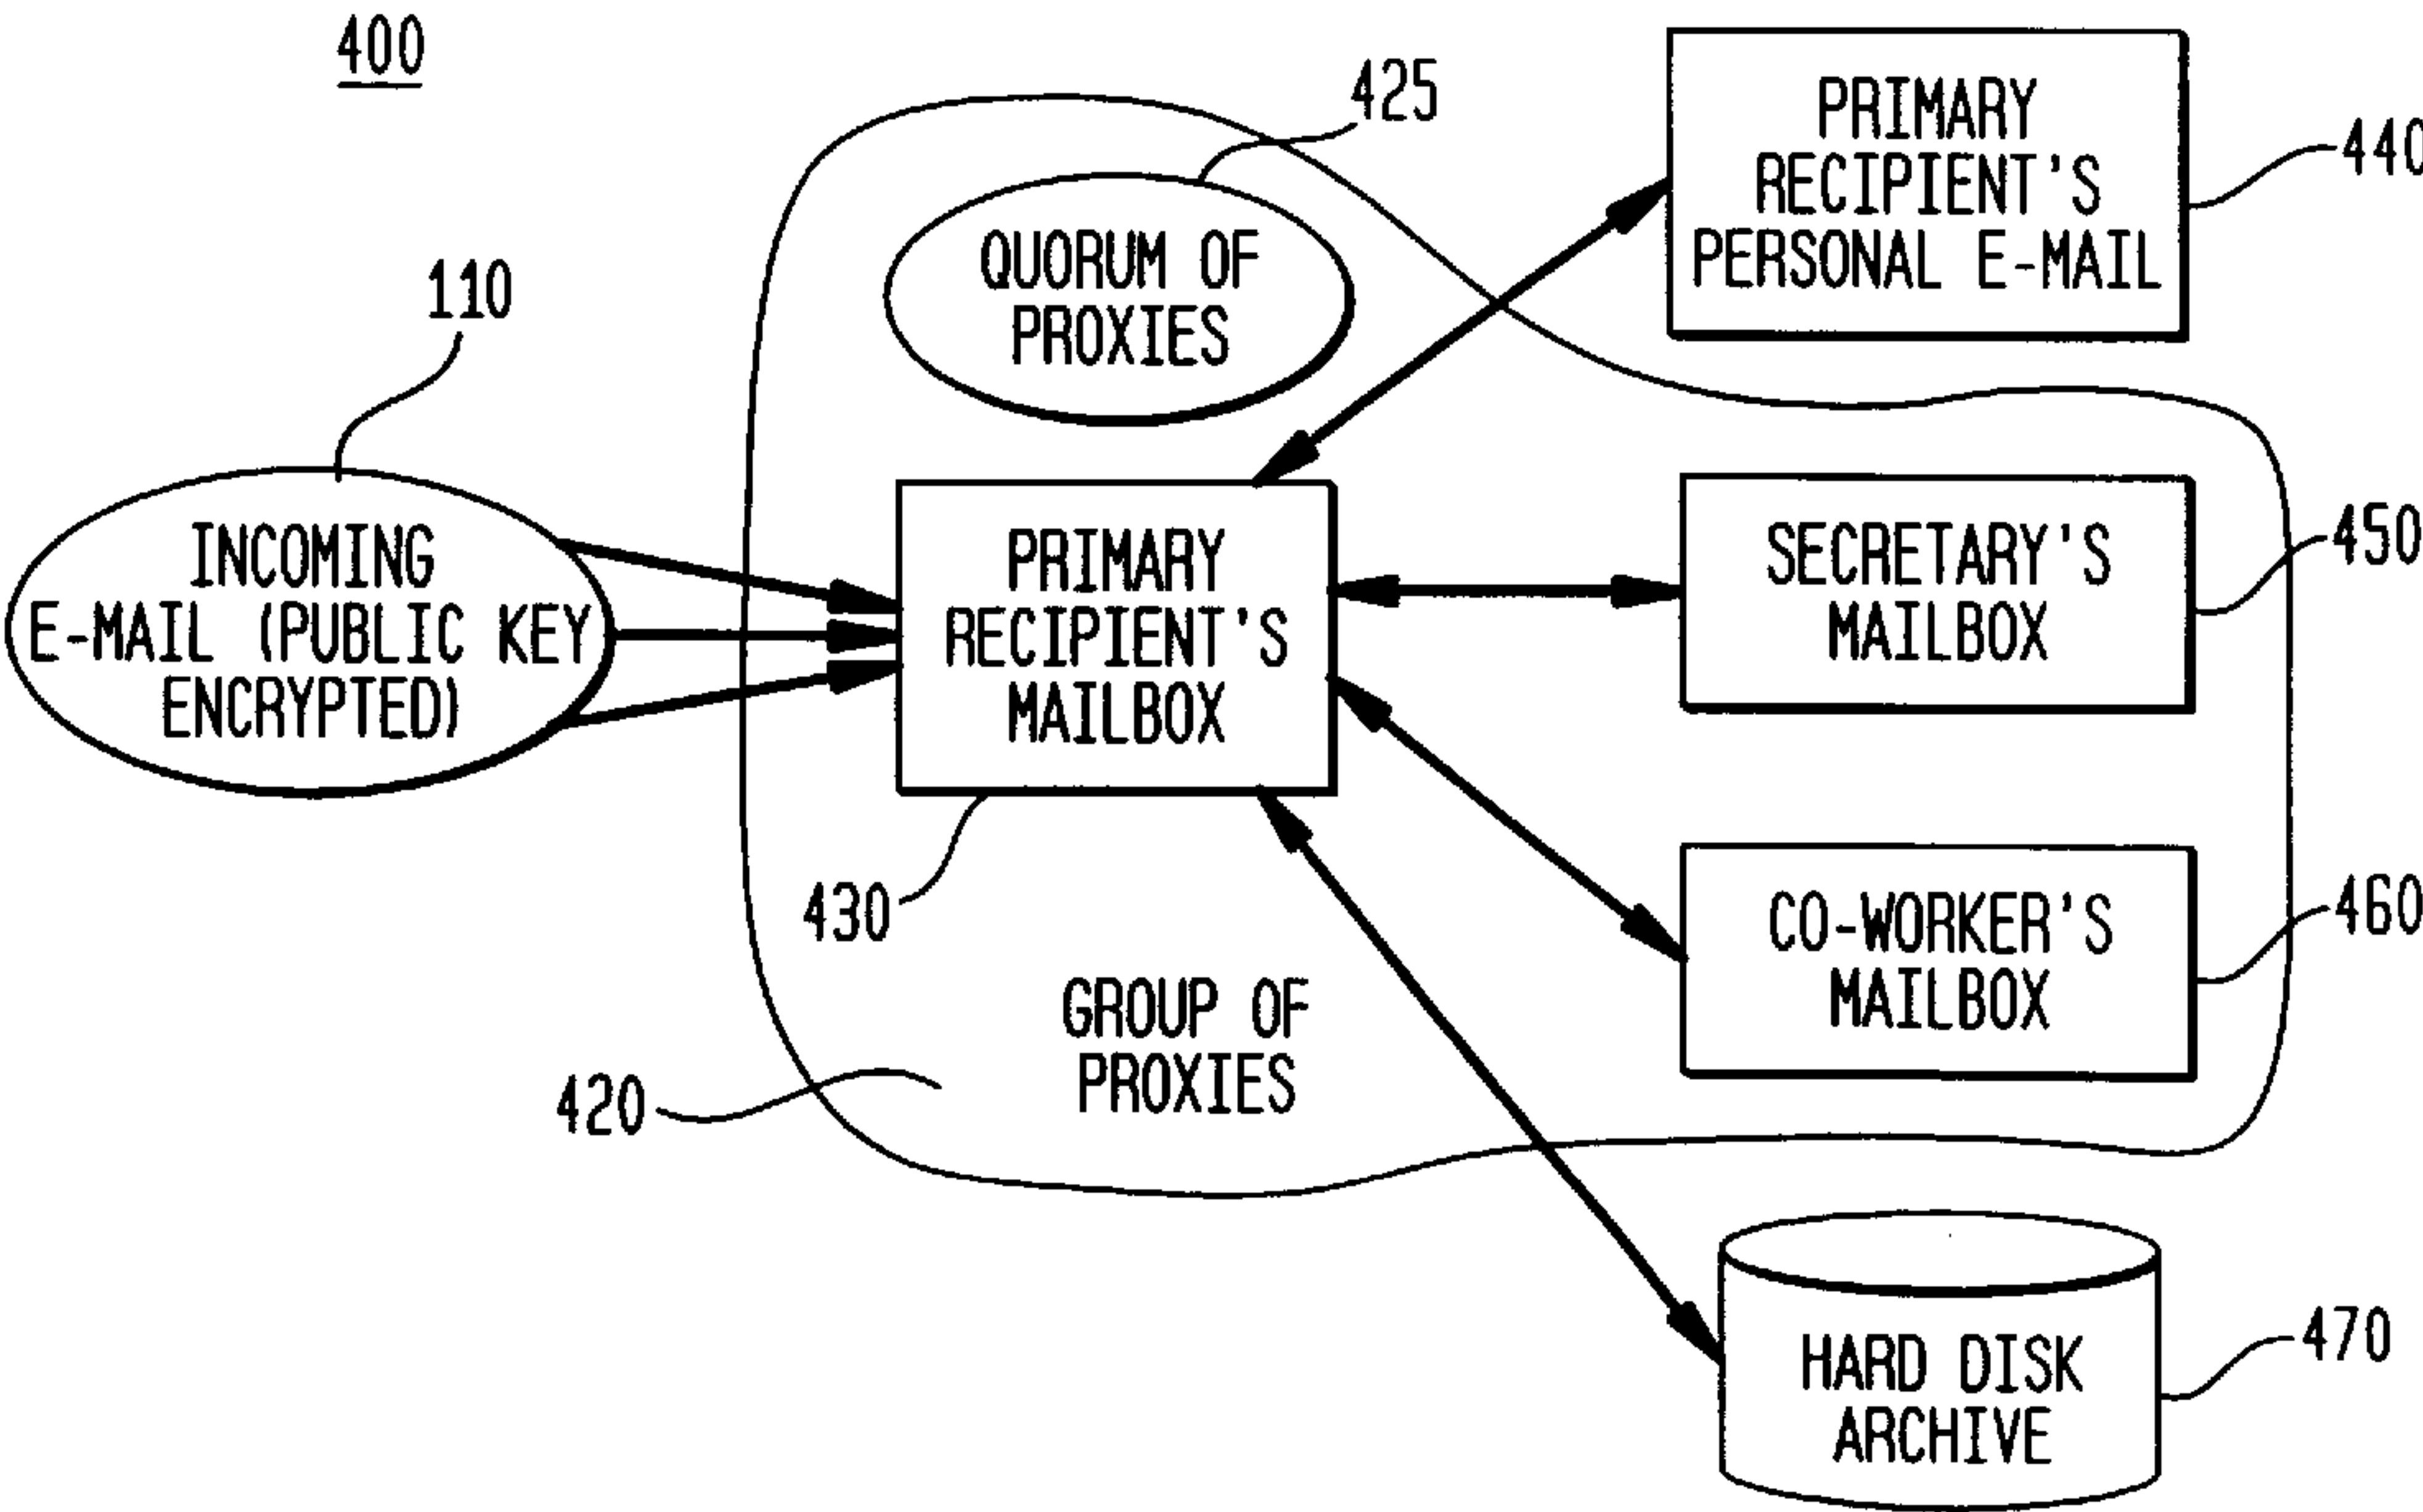 400
425
PRIMARY
RECIPIENT'S
PERSONAL E-MAIL
440
QUORUM OF
PROXIES
110
INCOMING
E-MAIL (PUBLIC KEY
ENCRYPTED)
PRIMARY
RECIPIENT'S
MAILBOX
430
SECRETARY'S
MAILBOX
450
CO-WORKER'S
MAILBOX
460
GROUP OF
PROXIES
420
HARD DISK
ARCHIVE
470